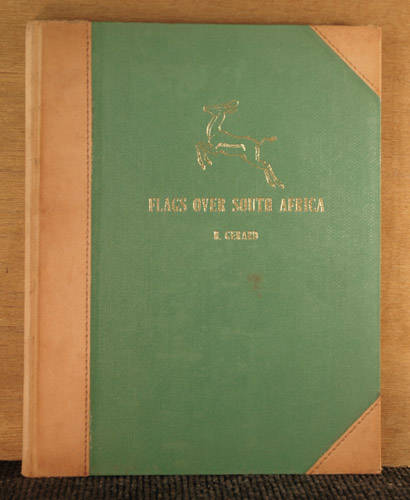 FLAGS OVER SOUTH AFRICA
R. GERARD